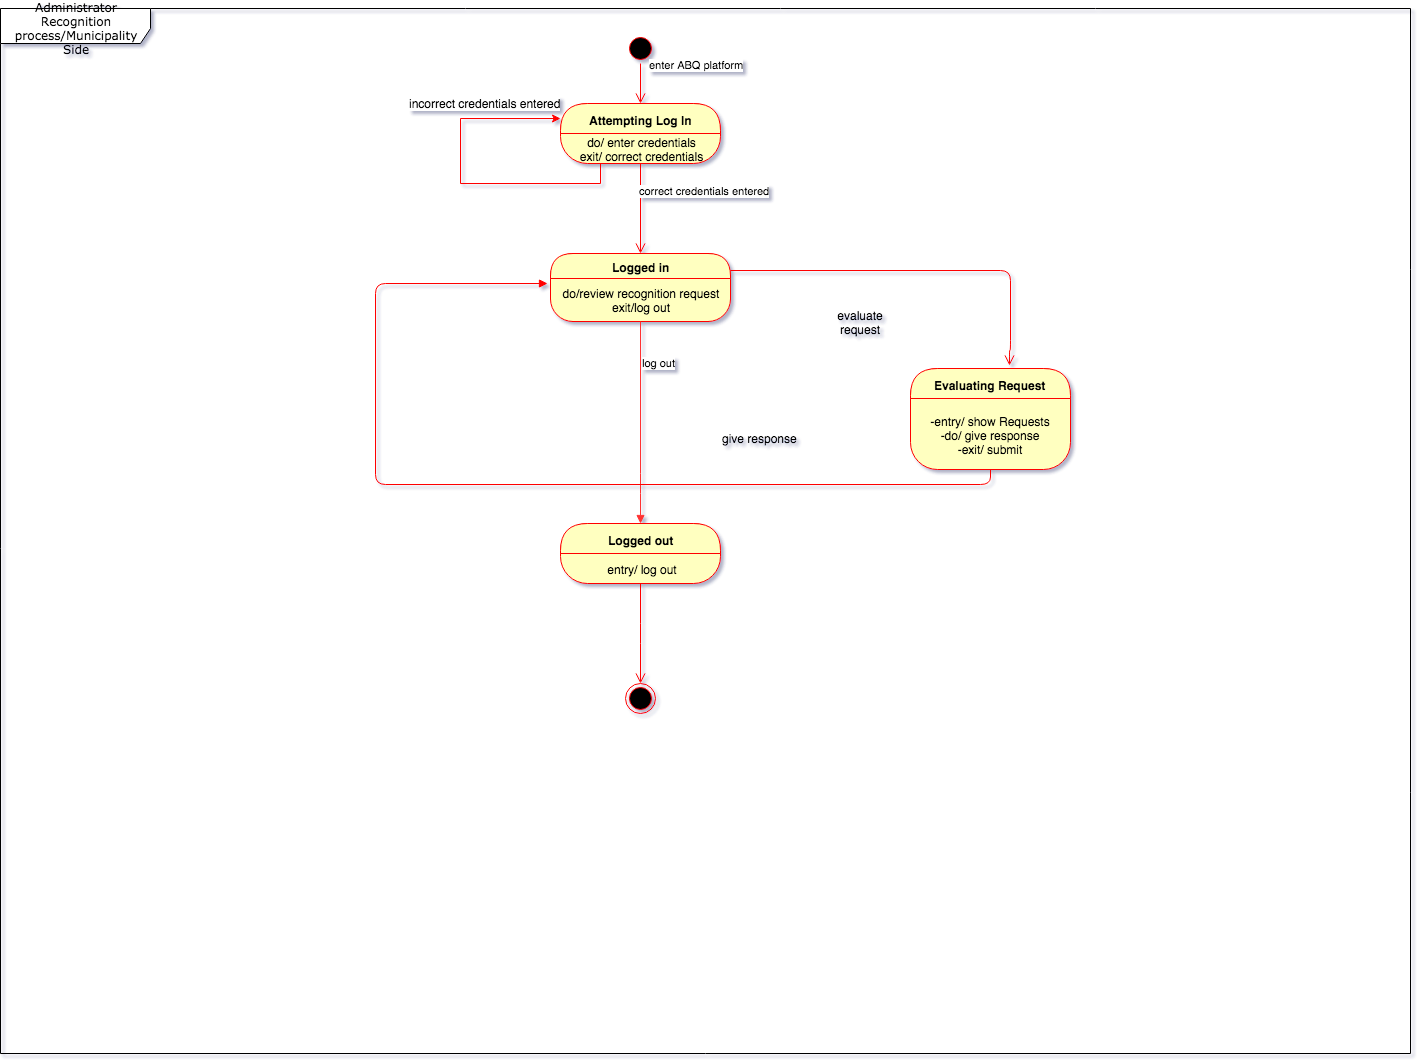 Administrator
Recognition
process/Municipality
Side
enter ABQ platform
incorrect credentials entered
Attempting Log In
do/ enter credentials
exit/ correct credentials
correct credentials entered
Logged in
do/review recognition request
exit/log out
evaluate
request
log out
Evaluating Request
-entry/ show Requests
-do/ give response
-exit/ submit
give response
Logged out
entry/ log out